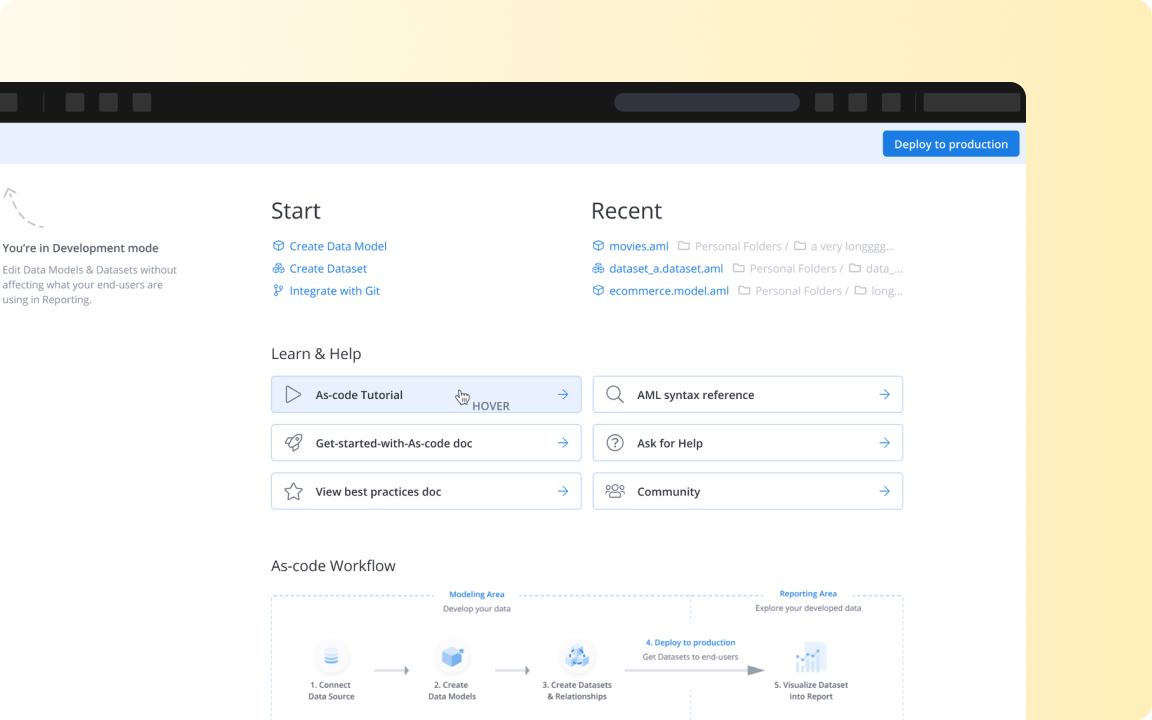 Deploy to production
You're in Development mode
Edit Data Models & Datasets without
affecting what your end-users are
using in Reporting.
Start
Create Data Model
Create Dataset
Integrate with Git
Recent
movies.aml Personal Folders / a very longggg...
dataset_a.dataset.aml Personal Folders / data_...
ecommerce.model.aml Personal Folders / long...
Learn & Help
As-code Tutorial
HOVER
AML syntax reference
Get-started-with-As-code doc
Ask for Help
View best practices doc
Community
As-code Workflow
Modeling Area
Develop your data
Reporting Area
Explore your developed data
1. Connect
Data Source
2. Create
Data Models
3. Create Datasets
& Relationships
4. Deploy to production
Get Datasets to end-users
5. Visualize Dataset
into Report